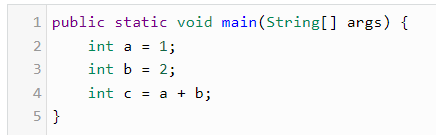 1 public static void main(String[] args) {
2     int a = 1;
3     int b = 2;
4     int c = a + b;
5 }